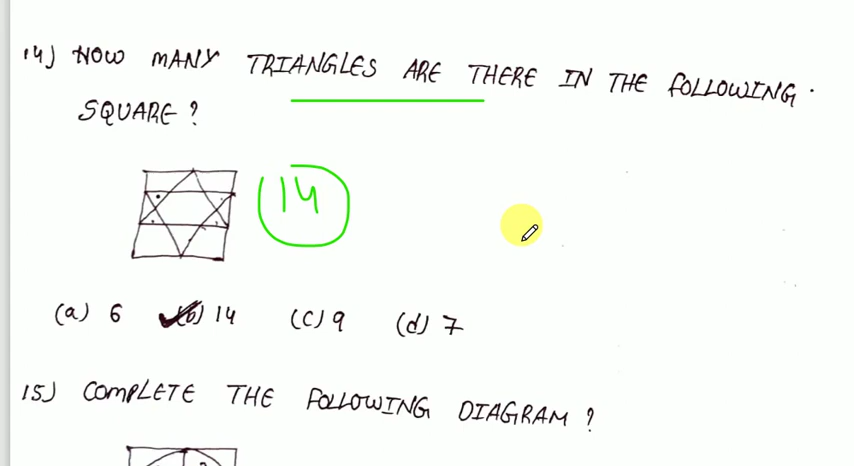 14) HOW MANY TRIANGLES ARE THERE IN THE FOLLOWING.
SQUARE?
14
(a) 6 (b) 14 (c) 9 (d) 7
15) COMPLETE THE FOLLOWING DIAGRAM?
?